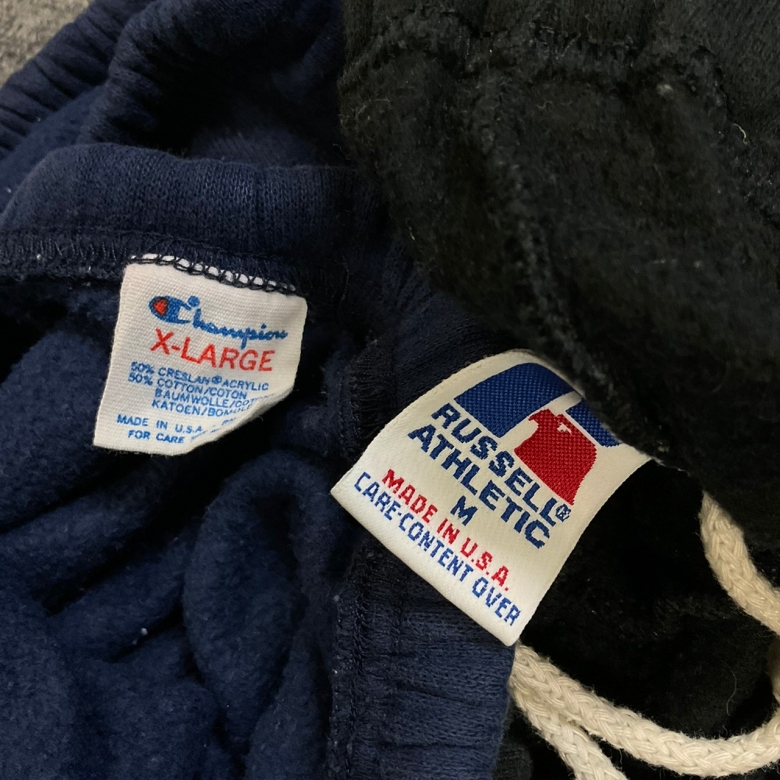 Champion
X-LARGE
50% CRESLAN® ACRYLIC
50% COTTON/COTON
BAUMWOLLE/
KATOEN/
MADE IN U.S.A.
FOR CARE
RUSSELL®
ATHLETIC
M
MADE IN U.S.A.
CARE-CONTENT OVER